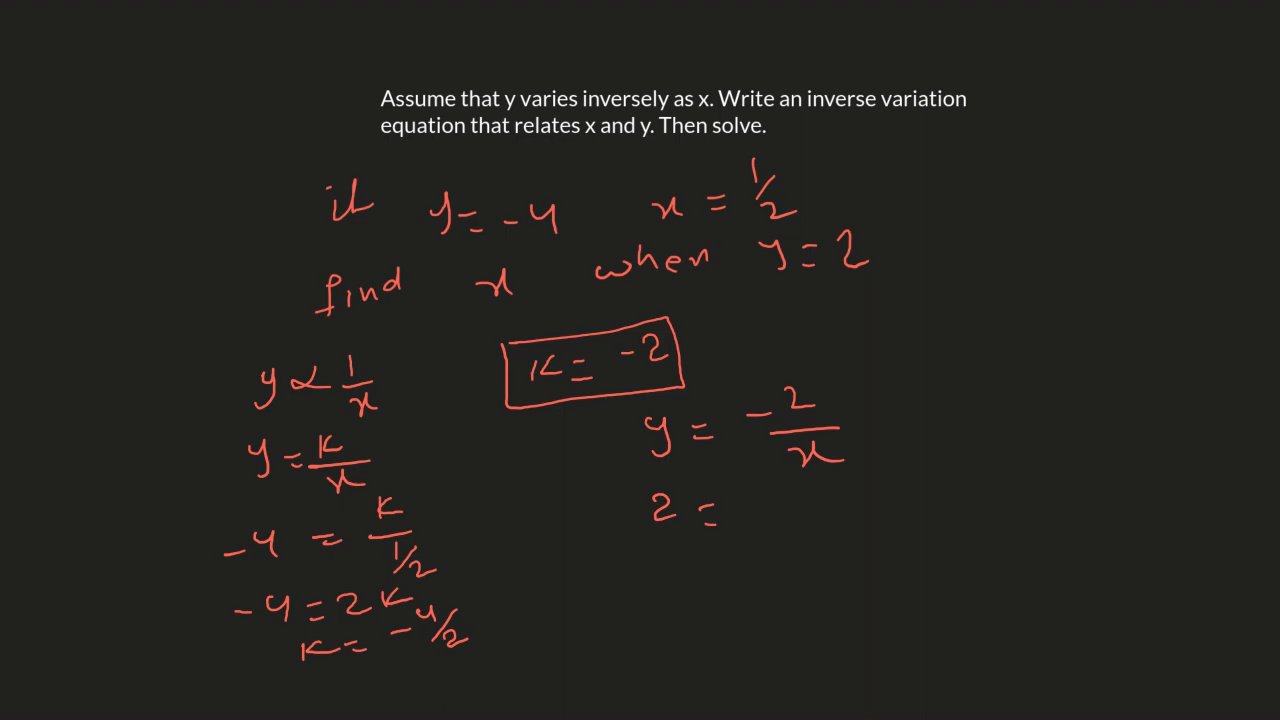 Assume that y varies inversely as x. Write an inverse variation
equation that relates x and y. Then solve.
if y = -4 x = 1/2
find x when y = 2
y ∝ 1/x
y = K/x
-4 = K/1/2
-4 = 2K
K = -4/2
K = -2
y = -2/x
2 =